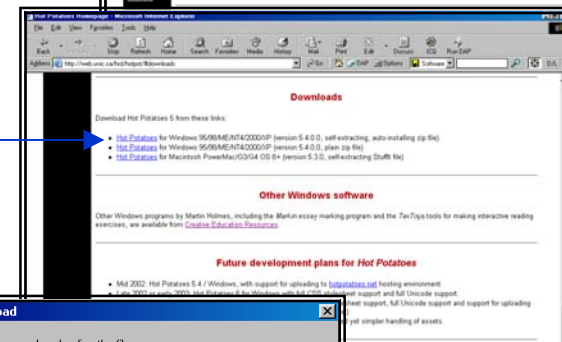 Hot Potatoes Homepage - Microsoft Internet Explorer
File Edit View Favorites Tools Help
Back Stop Refresh Home Search Favorites Media History Mail Print Edit Discuss ICQ Run DAP
Address http://web.uvic.ca/hrd/hotpot/#downloads Go DAP Options Software
Downloads
Download Hot Potatoes 5 from these links:
Hot Potatoes for Windows 95/98/ME/NT4/2000/XP (version 5.4.0.0, self-extracting, auto-installing zip file)
Hot Potatoes for Windows 95/98/ME/NT4/2000/XP (version 5.4.0.0, plain zip file)
Hot Potatoes for Macintosh PowerMac/G3/G4 OS 8+ (version 5.3.0, self-extracting StuffIt file)
Other Windows software
Other Windows programs by Martin Holmes, including the Markin essay marking program and the TexToys tools for making interactive reading
exercises, are available from Creative Education Resources.
Future development plans for Hot Potatoes
Mid 2002: Hot Potatoes 5.4 / Windows, with support for uploading to hotpotatoes.net hosting environment.
Late 2002 or early 2003: Hot Potatoes 6 for Windows with full CSS stylesheet support and full Unicode support.
sheet support, full Unicode support and support for uploading
yet simpler handling of assets.
oad